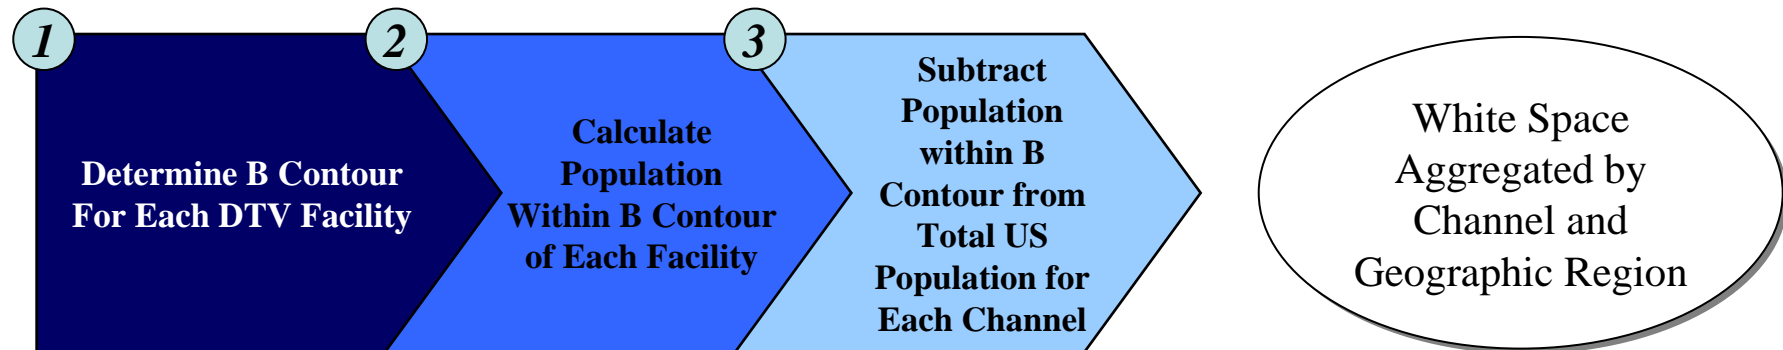 1
Determine B Contour
For Each DTV Facility
2
Calculate
Population
Within B Contour
of Each Facility
3
Subtract
Population
within B
Contour from
Total US
Population for
Each Channel
White Space
Aggregated by
Channel and
Geographic Region